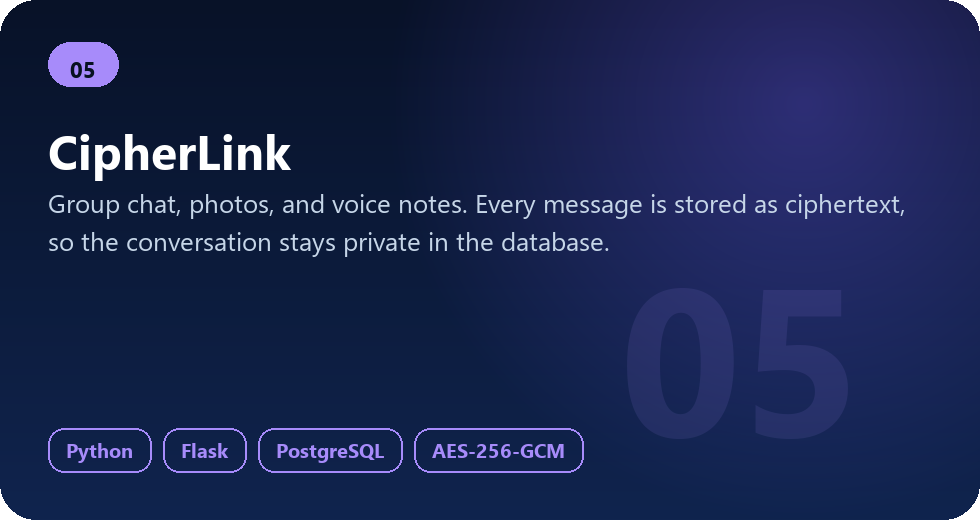 05
CipherLink
Group chat, photos, and voice notes. Every message is stored as ciphertext,
so the conversation stays private in the database.
05
Python
Flask
PostgreSQL
AES-256-GCM